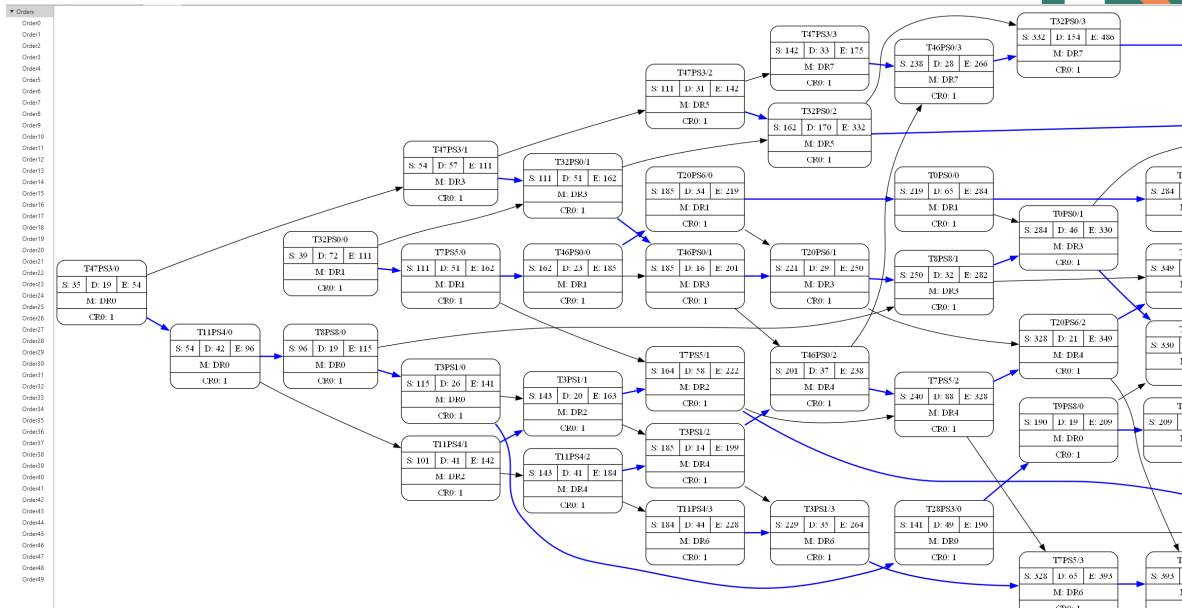 Orders
Order0
Order1
Order2
Order3
Order4
Order5
Order6
Order7
Order8
Order9
Order10
Order11
Order12
Order13
Order14
Order15
Order16
Order17
Order18
Order19
Order20
Order21
Order22
Order23
Order24
Order25
Order26
Order27
Order28
Order29
Order30
Order31
Order32
Order33
Order34
Order35
Order36
Order37
Order38
Order39
Order40
Order41
Order42
Order43
Order44
Order45
Order46
Order47
Order48
Order49
T47PS3/0
S: 35 D: 19 E: 54
M: DR0
CR0: 1
T11PS4/0
S: 54 D: 42 E: 96
M: DR0
CR0: 1
T32PS0/0
S: 39 D: 72 E: 111
M: DR1
CR0: 1
T8PS8/0
S: 96 D: 19 E: 115
M: DR0
CR0: 1
T47PS3/1
S: 54 D: 57 E: 111
M: DR3
CR0: 1
T7PS5/0
S: 111 D: 51 E: 162
M: DR1
CR0: 1
T3PS1/0
S: 115 D: 26 E: 141
M: DR0
CR0: 1
T11PS4/1
S: 101 D: 41 E: 142
M: DR2
CR0: 1
T32PS0/1
S: 111 D: 51 E: 162
M: DR3
CR0: 1
T46PS0/0
S: 162 D: 23 E: 185
M: DR1
CR0: 1
T3PS1/1
S: 143 D: 20 E: 163
M: DR2
CR0: 1
T11PS4/2
S: 143 D: 41 E: 184
M: DR4
CR0: 1
T47PS3/2
S: 111 D: 31 E: 142
M: DR5
CR0: 1
T20PS6/0
S: 185 D: 34 E: 219
M: DR1
CR0: 1
T46PS0/1
S: 185 D: 16 E: 201
M: DR3
CR0: 1
T7PS5/1
S: 164 D: 58 E: 222
M: DR2
CR0: 1
T3PS1/2
S: 185 D: 14 E: 199
M: DR4
CR0: 1
T11PS4/3
S: 184 D: 44 E: 228
M: DR6
CR0: 1
T47PS3/3
S: 142 D: 33 E: 175
M: DR7
CR0: 1
T32PS0/2
S: 162 D: 170 E: 332
M: DR5
CR0: 1
T20PS6/1
S: 221 D: 29 E: 250
M: DR3
CR0: 1
T46PS0/2
S: 201 D: 37 E: 238
M: DR4
CR0: 1
T3PS1/3
S: 229 D: 35 E: 264
M: DR6
CR0: 1
T46PS0/3
S: 238 D: 28 E: 266
M: DR7
CR0: 1
T0PS0/0
S: 219 D: 65 E: 284
M: DR1
CR0: 1
T8PS8/1
S: 250 D: 32 E: 282
M: DR3
CR0: 1
T7PS5/2
S: 240 D: 88 E: 328
M: DR4
CR0: 1
T28PS3/0
S: 141 D: 49 E: 190
M: DR0
CR0: 1
T32PS0/3
S: 332 D: 154 E: 486
M: DR7
CR0: 1
T0PS0/1
S: 284 D: 46 E: 330
M: DR3
CR0: 1
T20PS6/2
S: 328 D: 21 E: 349
M: DR4
CR0: 1
T9PS8/0
S: 190 D: 19 E: 209
M: DR0
CR0: 1
T7PS5/3
S: 328 D: 65 E: 393
M: DR6
CR0: 1
S: 284
S: 349
S: 330
S: 209
S: 393